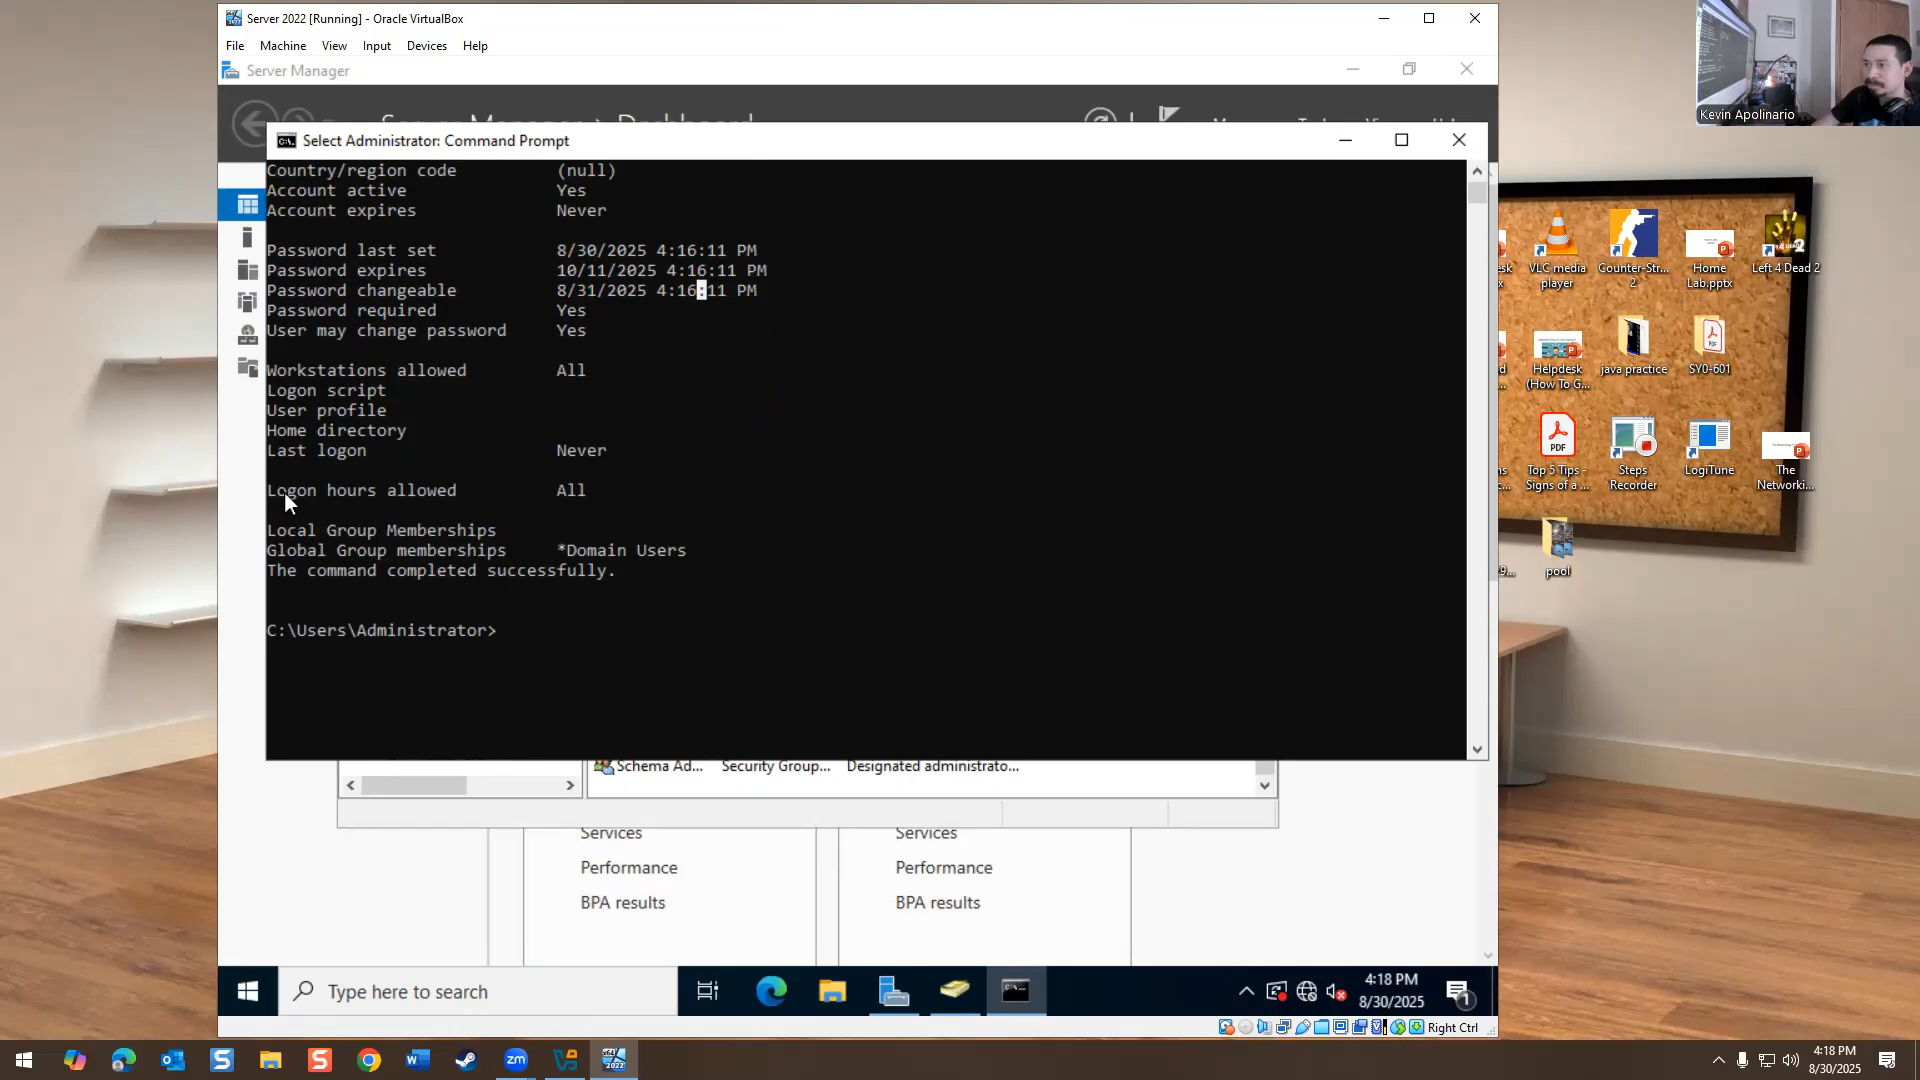 Server 2022 [Running] - Oracle VirtualBox
File Machine View Input Devices Help
Server Manager
Select Administrator: Command Prompt
Country/region code (null)
Account active Yes
Account expires Never
Password last set 8/30/2025 4:16:11 PM
Password expires 10/11/2025 4:16:11 PM
Password changeable 8/31/2025 4:16:11 PM
Password required Yes
User may change password Yes
Workstations allowed All
Logon script
User profile
Home directory
Last logon Never
Logon hours allowed All
Local Group Memberships
Global Group memberships *Domain Users
The command completed successfully.
C:\Users\Administrator>
Schema Ad... Security Group... Designated administrato...
Services Services
Performance Performance
BPA results BPA results
Type here to search
4:18 PM
8/30/2025
1
Right Ctrl
Kevin Apolinario
VLC media
player
Counter-Str...
2
Home
Lab.pptx
Left 4 Dead 2
Helpdesk
(How To G...
java practice
PDF
SY0-601
PDF
Top 5 Tips -
Signs of a ...
Steps
Recorder
LogiTune
The
Networki...
pool
zm
4:18 PM
8/30/2025